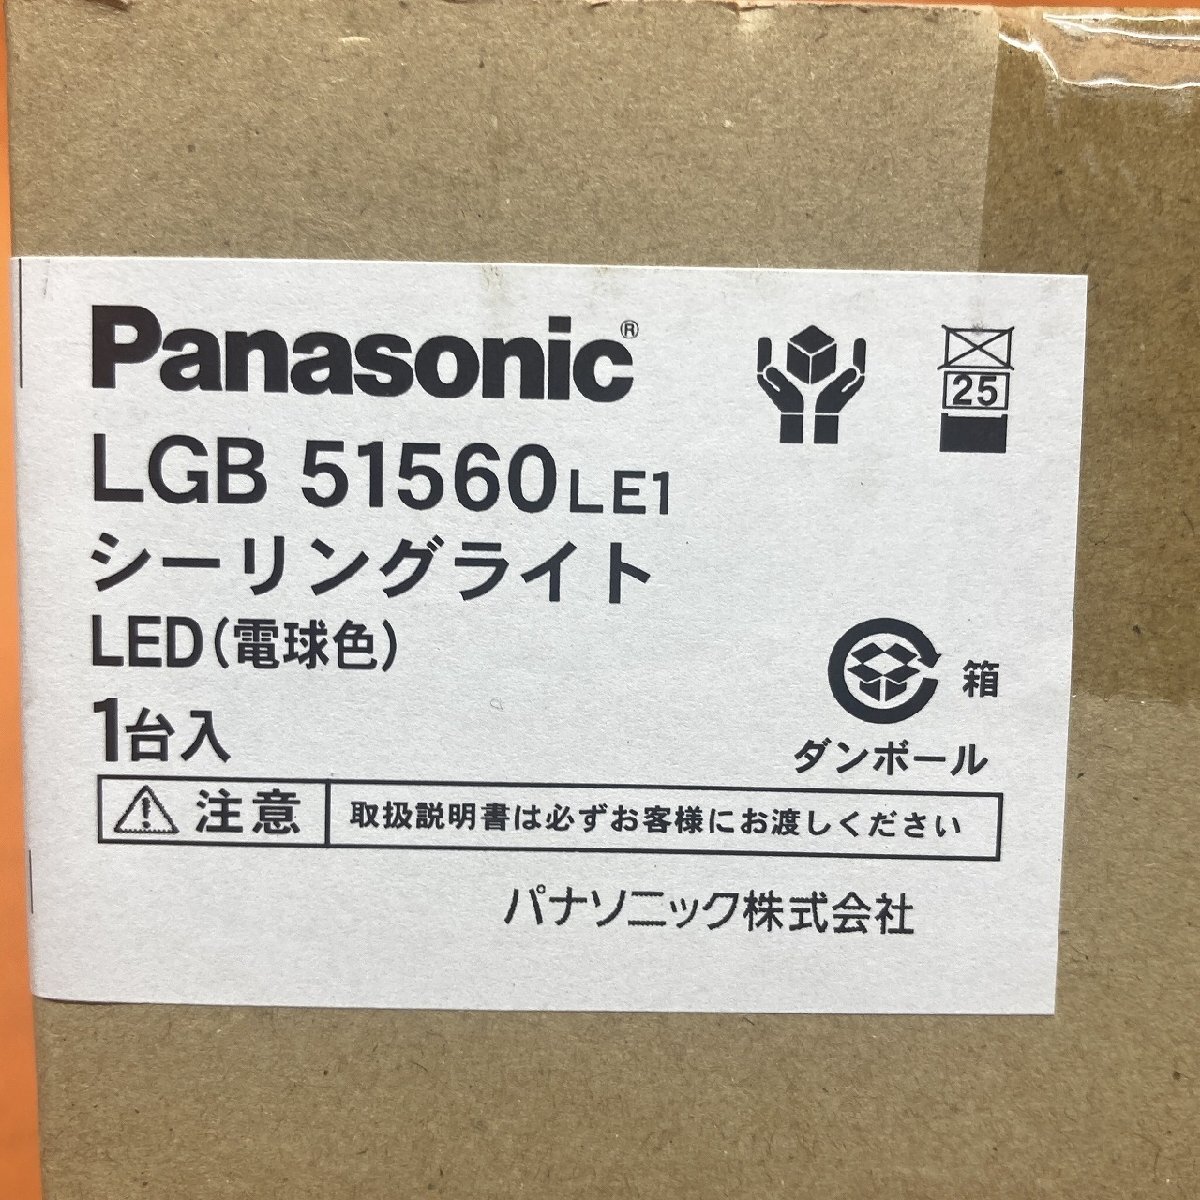 Panasonic®
LGB 51560LE1
シーリングライト
LED(電球色)
1台入
25
箱
ダンボール
注意
取扱説明書は必ずお客様にお渡しください
パナソニック株式会社